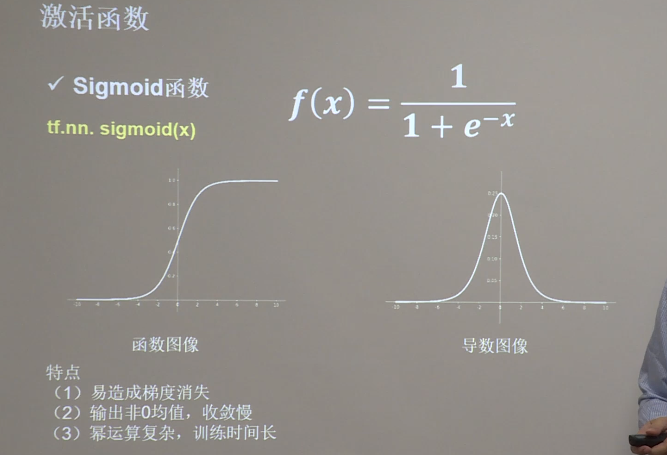 激活函数
✓ Sigmoid函数
f(x) = 1 / (1 + e^{-x})
tf.nn. sigmoid(x)
函数图像
导数图像
特点
（1）易造成梯度消失
（2）输出非0均值，收敛慢
（3）幂运算复杂，训练时间长